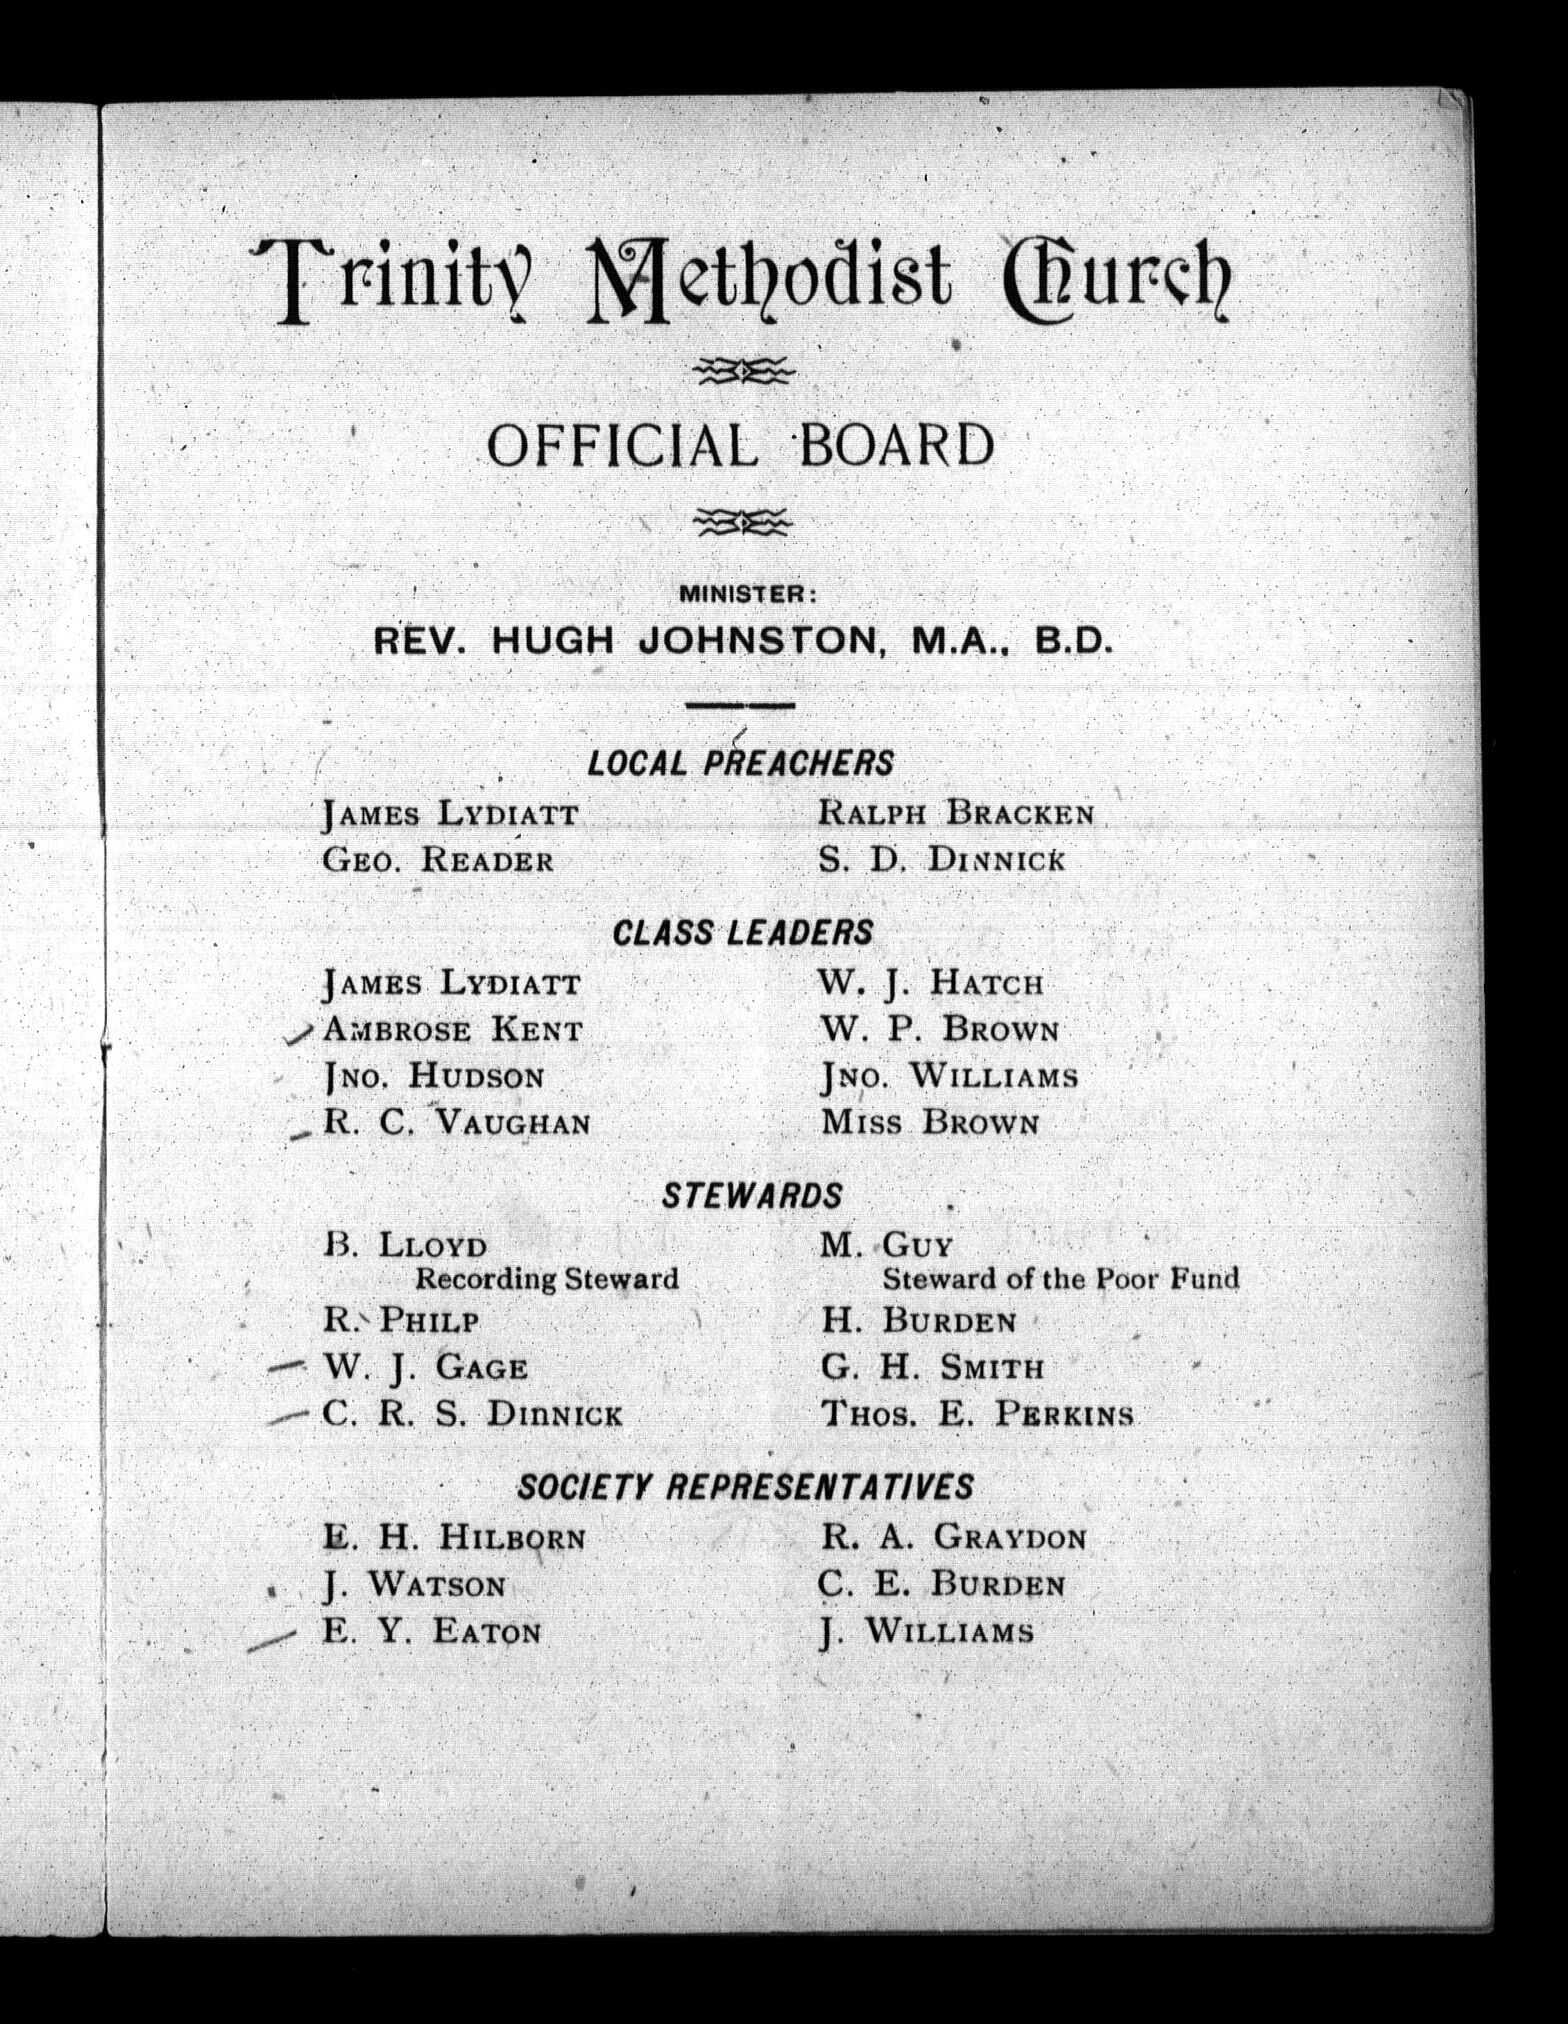 Trinity Methodist Church
OFFICIAL BOARD
MINISTER:
REV. HUGH JOHNSTON, M.A., B.D.
LOCAL PREACHERS
JAMES LYDIATT RALPH BRACKEN
GEO. READER S. D. DINNICK
CLASS LEADERS
JAMES LYDIATT W. J. HATCH
AMBROSE KENT W. P. BROWN
JNO. HUDSON JNO. WILLIAMS
R. C. VAUGHAN MISS BROWN
STEWARDS
B. LLOYD M. GUY
Recording Steward Steward of the Poor Fund
R. PHILP H. BURDEN
W. J. GAGE G. H. SMITH
C. R. S. DINNICK THOS. E. PERKINS
SOCIETY REPRESENTATIVES
E. H. HILBORN R. A. GRAYDON
J. WATSON C. E. BURDEN
E. Y. EATON J. WILLIAMS